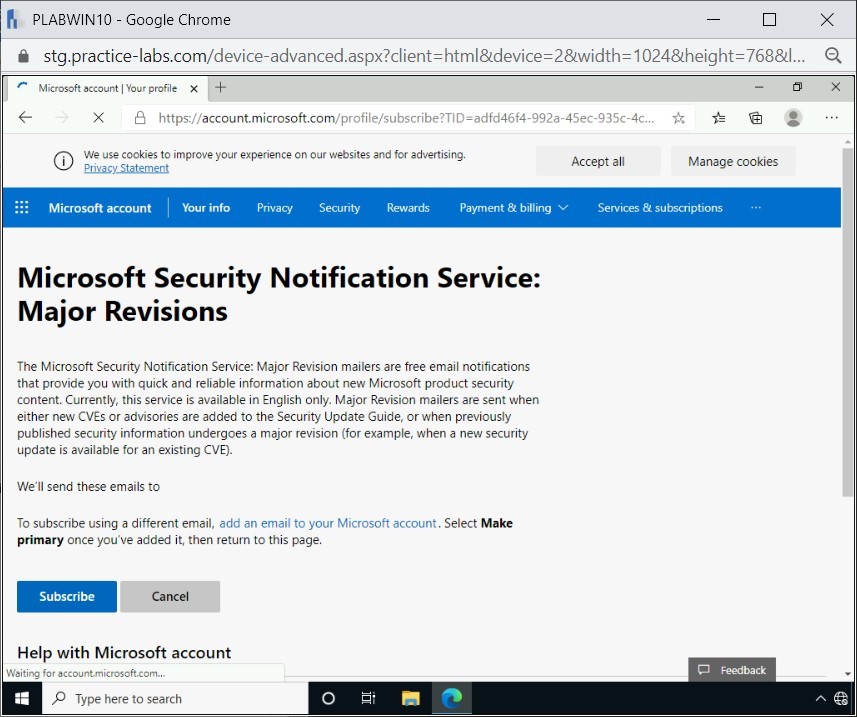 PLABWIN10 - Google Chrome
stg.practice-labs.com/device-advanced.aspx?client=html&device=2&width=1024&height=768&l...
Microsoft account | Your profile
https://account.microsoft.com/profile/subscribe?TID=adfd46f4-992a-45ec-935c-4c...
We use cookies to improve your experience on our websites and for advertising.
Privacy Statement
Accept all
Manage cookies
Microsoft account
Your info
Privacy
Security
Rewards
Payment & billing
Services & subscriptions
...
Microsoft Security Notification Service:
Major Revisions
The Microsoft Security Notification Service: Major Revision mailers are free email notifications
that provide you with quick and reliable information about new Microsoft product security
content. Currently, this service is available in English only. Major Revision mailers are sent when
either new CVEs or advisories are added to the Security Update Guide, or when previously
published security information undergoes a major revision (for example, when a new security
update is available for an existing CVE).
We'll send these emails to
To subscribe using a different email, add an email to your Microsoft account. Select Make
primary once you've added it, then return to this page.
Subscribe
Cancel
Help with Microsoft account
Waiting for account.microsoft.com...
Feedback
Type here to search